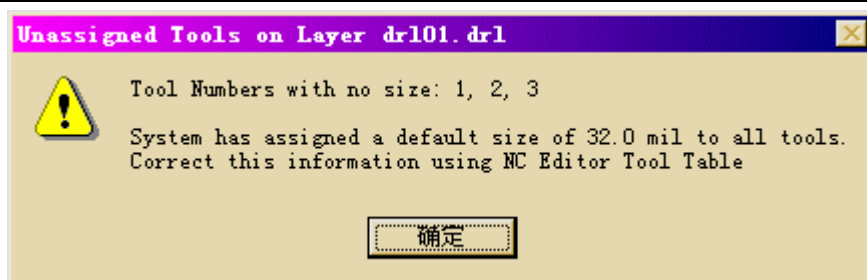 Unassigned Tools on Layer drl01.drl
Tool Numbers with no size: 1, 2, 3
System has assigned a default size of 32.0 mil to all tools.
Correct this information using NC Editor Tool Table
确定